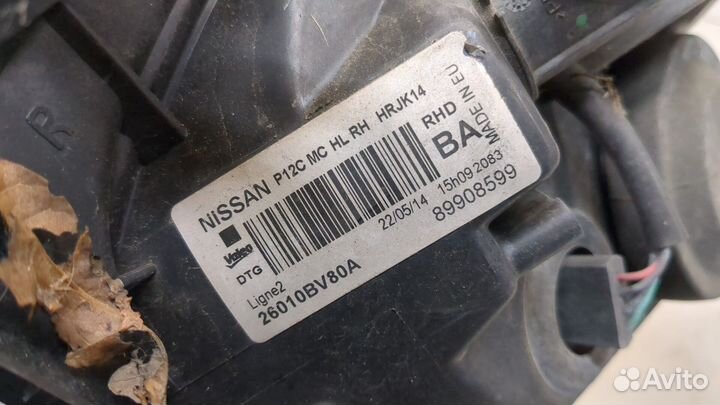 R
NISSAN P12C MC HL RH HRJK14
RHD
BA
MADE IN EU
Valeo
DTG
22/05/14 15h09 2083
89908599
Ligne2
26010BV80A
Avito